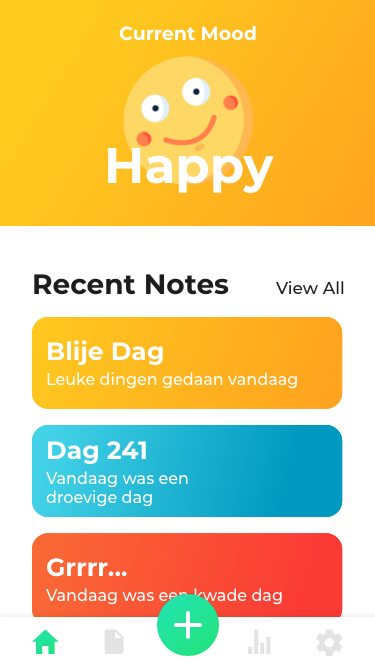 Current Mood
Happy
Recent Notes
View All
Blije Dag
Leuke dingen gedaan vandaag
Dag 241
Vandaag was een
droevige dag
Grrrr...
Vandaag was een kwade dag